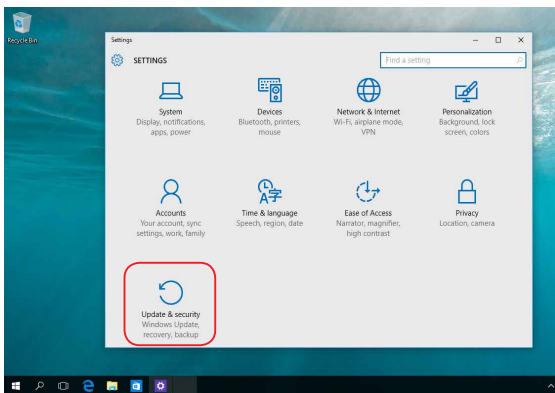 Recycle Bin
Settings
SETTINGS
Find a setting
System
Display, notifications,
apps, power
Devices
Bluetooth, printers,
mouse
Network & Internet
Wi-Fi, airplane mode,
VPN
Personalization
Background, lock
screen, colors
Accounts
Your account, sync
settings, work, family
Time & language
Speech, region, date
Ease of Access
Narrator, magnifier,
high contrast
Privacy
Location, camera
Update & security
Windows Update,
recovery, backup